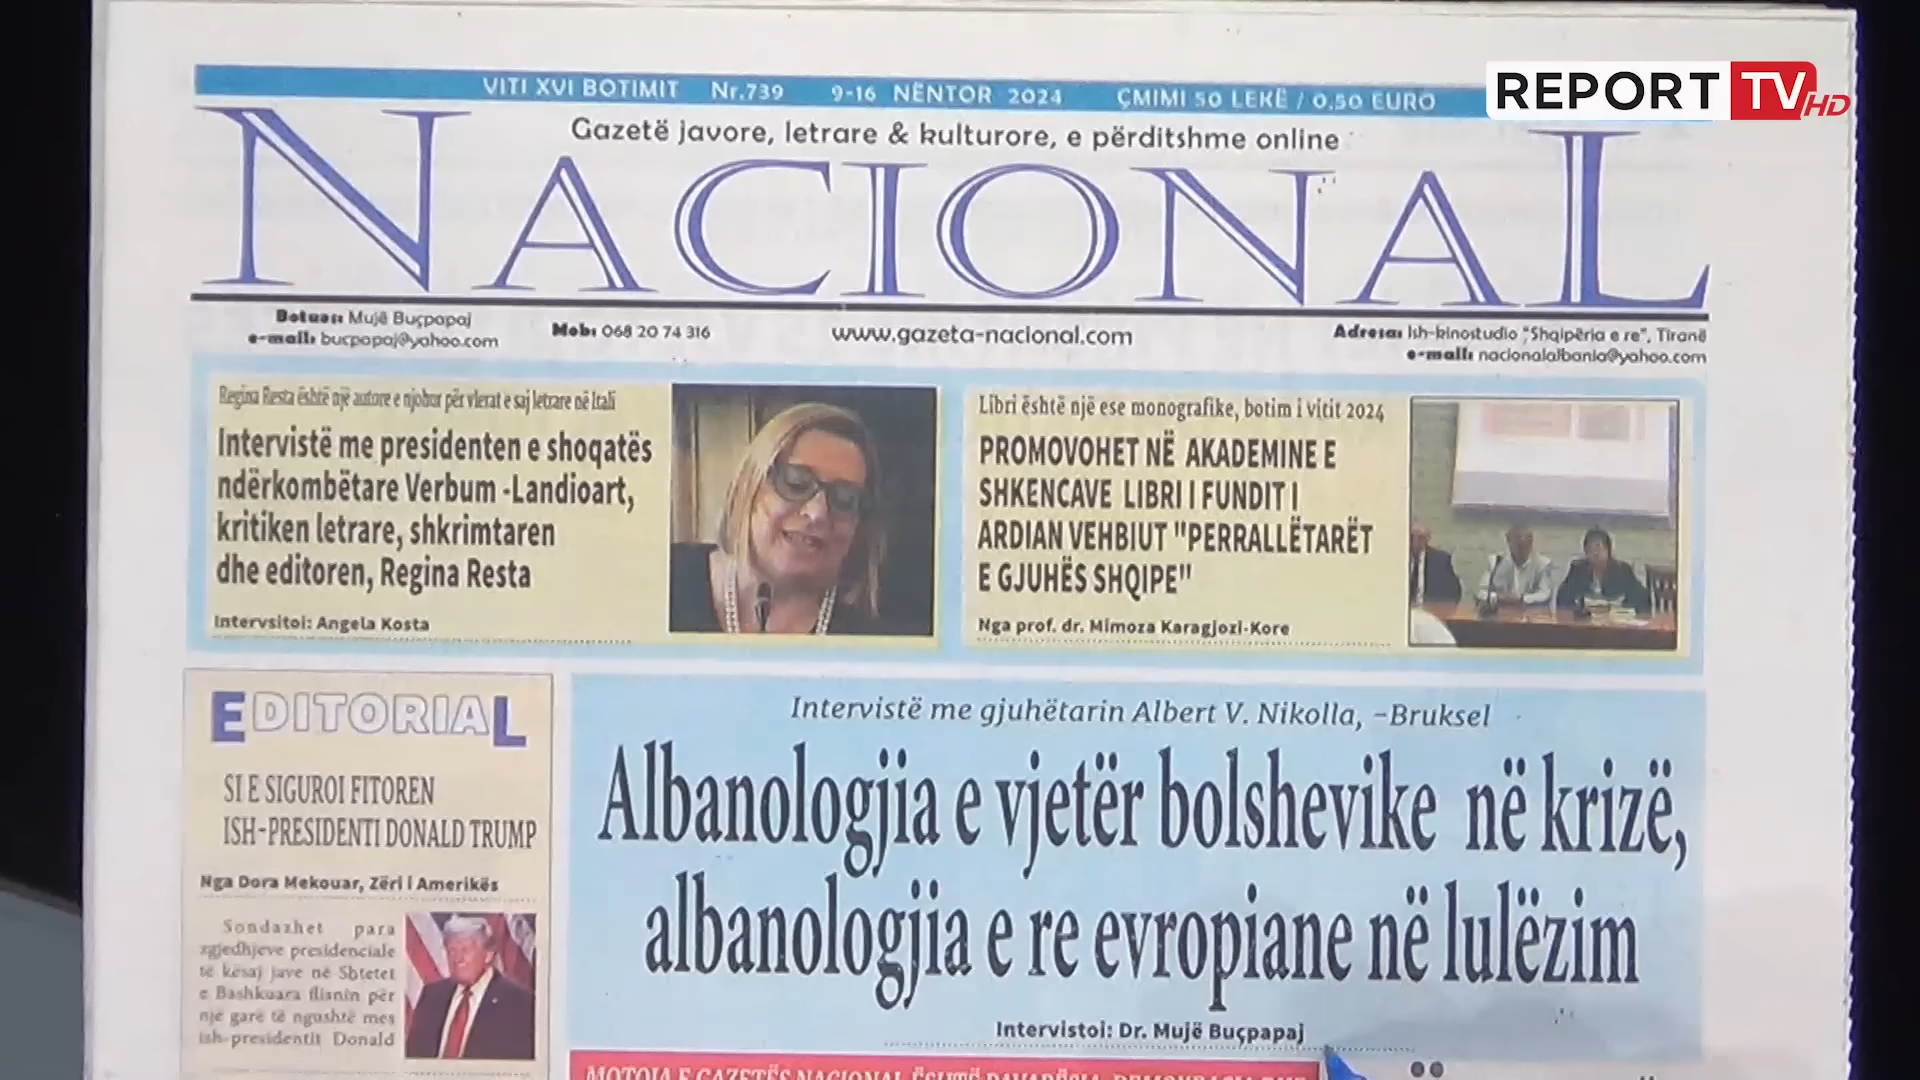 REPORT TV HD
VITI XVI BOTIMIT Nr.739 9-16 NËNTOR 2024 ÇMIMI 50 LEKË / 0,50 EURO
Gazetë javore, letrare & kulturore, e përditshme online
NACIONAL
Botues: Mujë Buçpapaj
e-mail: bucpapaj@yahoo.com
Mob: 068 20 74 316
www.gazeta-nacional.com
Adresa: Ish-kinostudio "Shqipëria e re", Tiranë
e-mail: nacionalalbania@yahoo.com
Regina Resta është një autore e njohur për vlerat e saj letrare në Itali
Intervistë me presidenten e shoqatës
ndërkombëtare Verbum -Landioart,
kritiken letrare, shkrimtaren
dhe editoren, Regina Resta
Intervsitoi: Angela Kosta
Libri është një ese monografike, botim i vitit 2024
PROMOVOHET NË AKADEMINE E
SHKENCAVE LIBRI I FUNDIT I
ARDIAN VEHBIUT "PERRALLËTARËT
E GJUHËS SHQIPE"
Nga prof. dr. Mimoza Karagjozi-Kore
EDITORIAL
SI E SIGUROI FITOREN
ISH-PRESIDENTI DONALD TRUMP
Nga Dora Mekouar, Zëri i Amerikës
Sondazhet para
zgjedhjeve presidenciale
të kësaj jave në Shtetet
e Bashkuara flisnin për
një garë të ngushtë mes
ish-presidentit Donald
Intervistë me gjuhëtarin Albert V. Nikolla, -Bruksel
Albanologjia e vjetër bolshevike në krizë,
albanologjia e re evropiane në lulëzim
Intervistoi: Dr. Mujë Buçpapaj
MOTOJA E GAZETËS NACIONAL ËSHTË